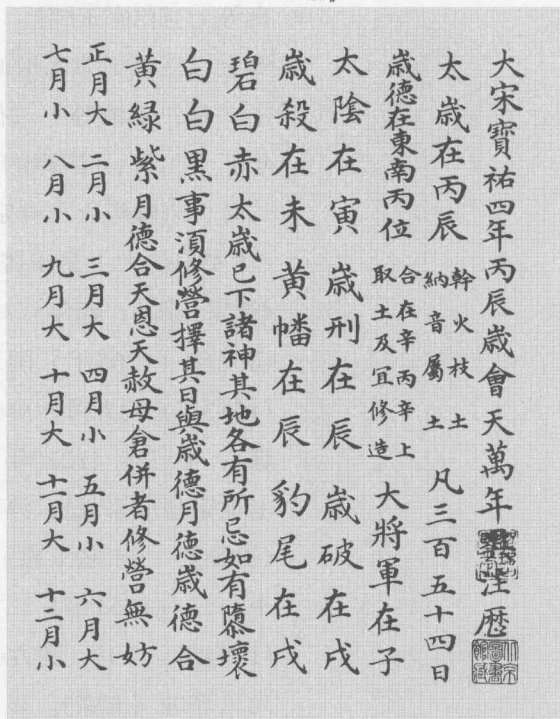 大宋寶祐四年丙辰歲會天萬年具注曆
太歲在丙辰 幹火枝土 納音屬土 凡三百五十四日
歲德在東南丙位 合在辛丙辛上 取土及冝修造 大將軍在子
太陰在寅 歲刑在辰 歲破在戌
歲殺在未 黄幡在辰 豹尾在戌
碧白赤 太歲已下諸神其地各有所忌如有隳壞
白白黑 事湏修營擇其日與歲德月德歲德合
黄綠紫 月德合天恩天赦母倉併者修營無妨
正月大 二月小 三月大 四月小 五月小 六月大
七月小 八月小 九月大 十月大 十一月大 十二月小